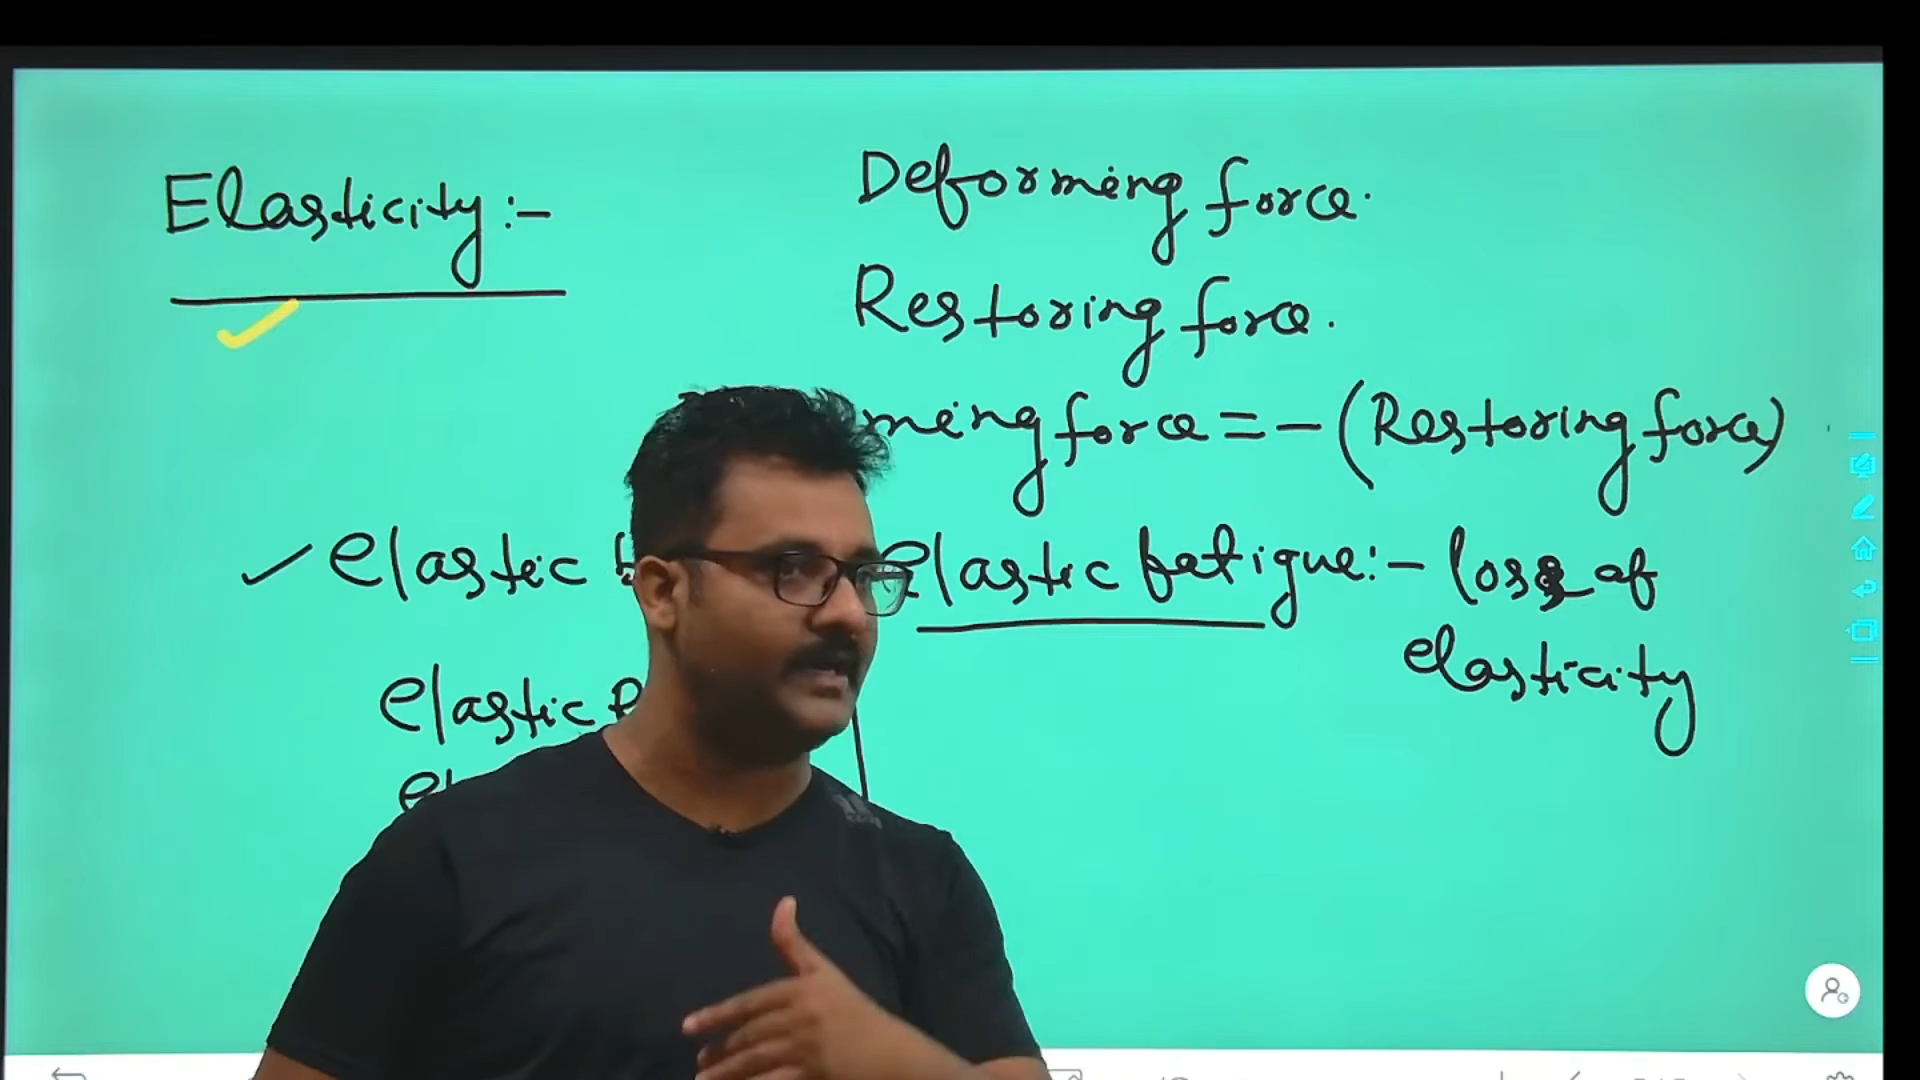 Elasticity:-
Deforming force.
Restoring force.
ming force = - (Restoring force)
✓ elastic
elastic fatigue:- loss of
elasticity
elastic